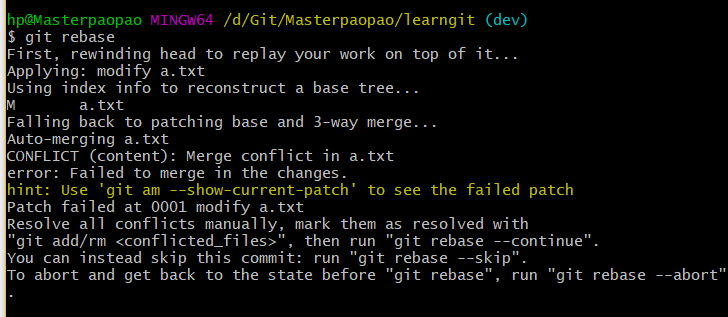 hp@Masterpaopao MINGW64 /d/Git/Masterpaopao/learngit (dev)
$ git rebase
First, rewinding head to replay your work on top of it...
Applying: modify a.txt
Using index info to reconstruct a base tree...
M       a.txt
Falling back to patching base and 3-way merge...
Auto-merging a.txt
CONFLICT (content): Merge conflict in a.txt
error: Failed to merge in the changes.
hint: Use 'git am --show-current-patch' to see the failed patch
Patch failed at 0001 modify a.txt
Resolve all conflicts manually, mark them as resolved with
"git add/rm <conflicted_files>", then run "git rebase --continue".
You can instead skip this commit: run "git rebase --skip".
To abort and get back to the state before "git rebase", run "git rebase --abort"
.